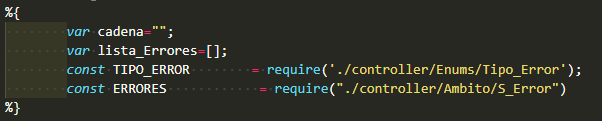 %{
var cadena="";
var lista_Errores=[];
const TIPO_ERROR = require('./controller/Enums/Tipo_Error');
const ERRORES = require("./controller/Ambito/S_Error")
%}